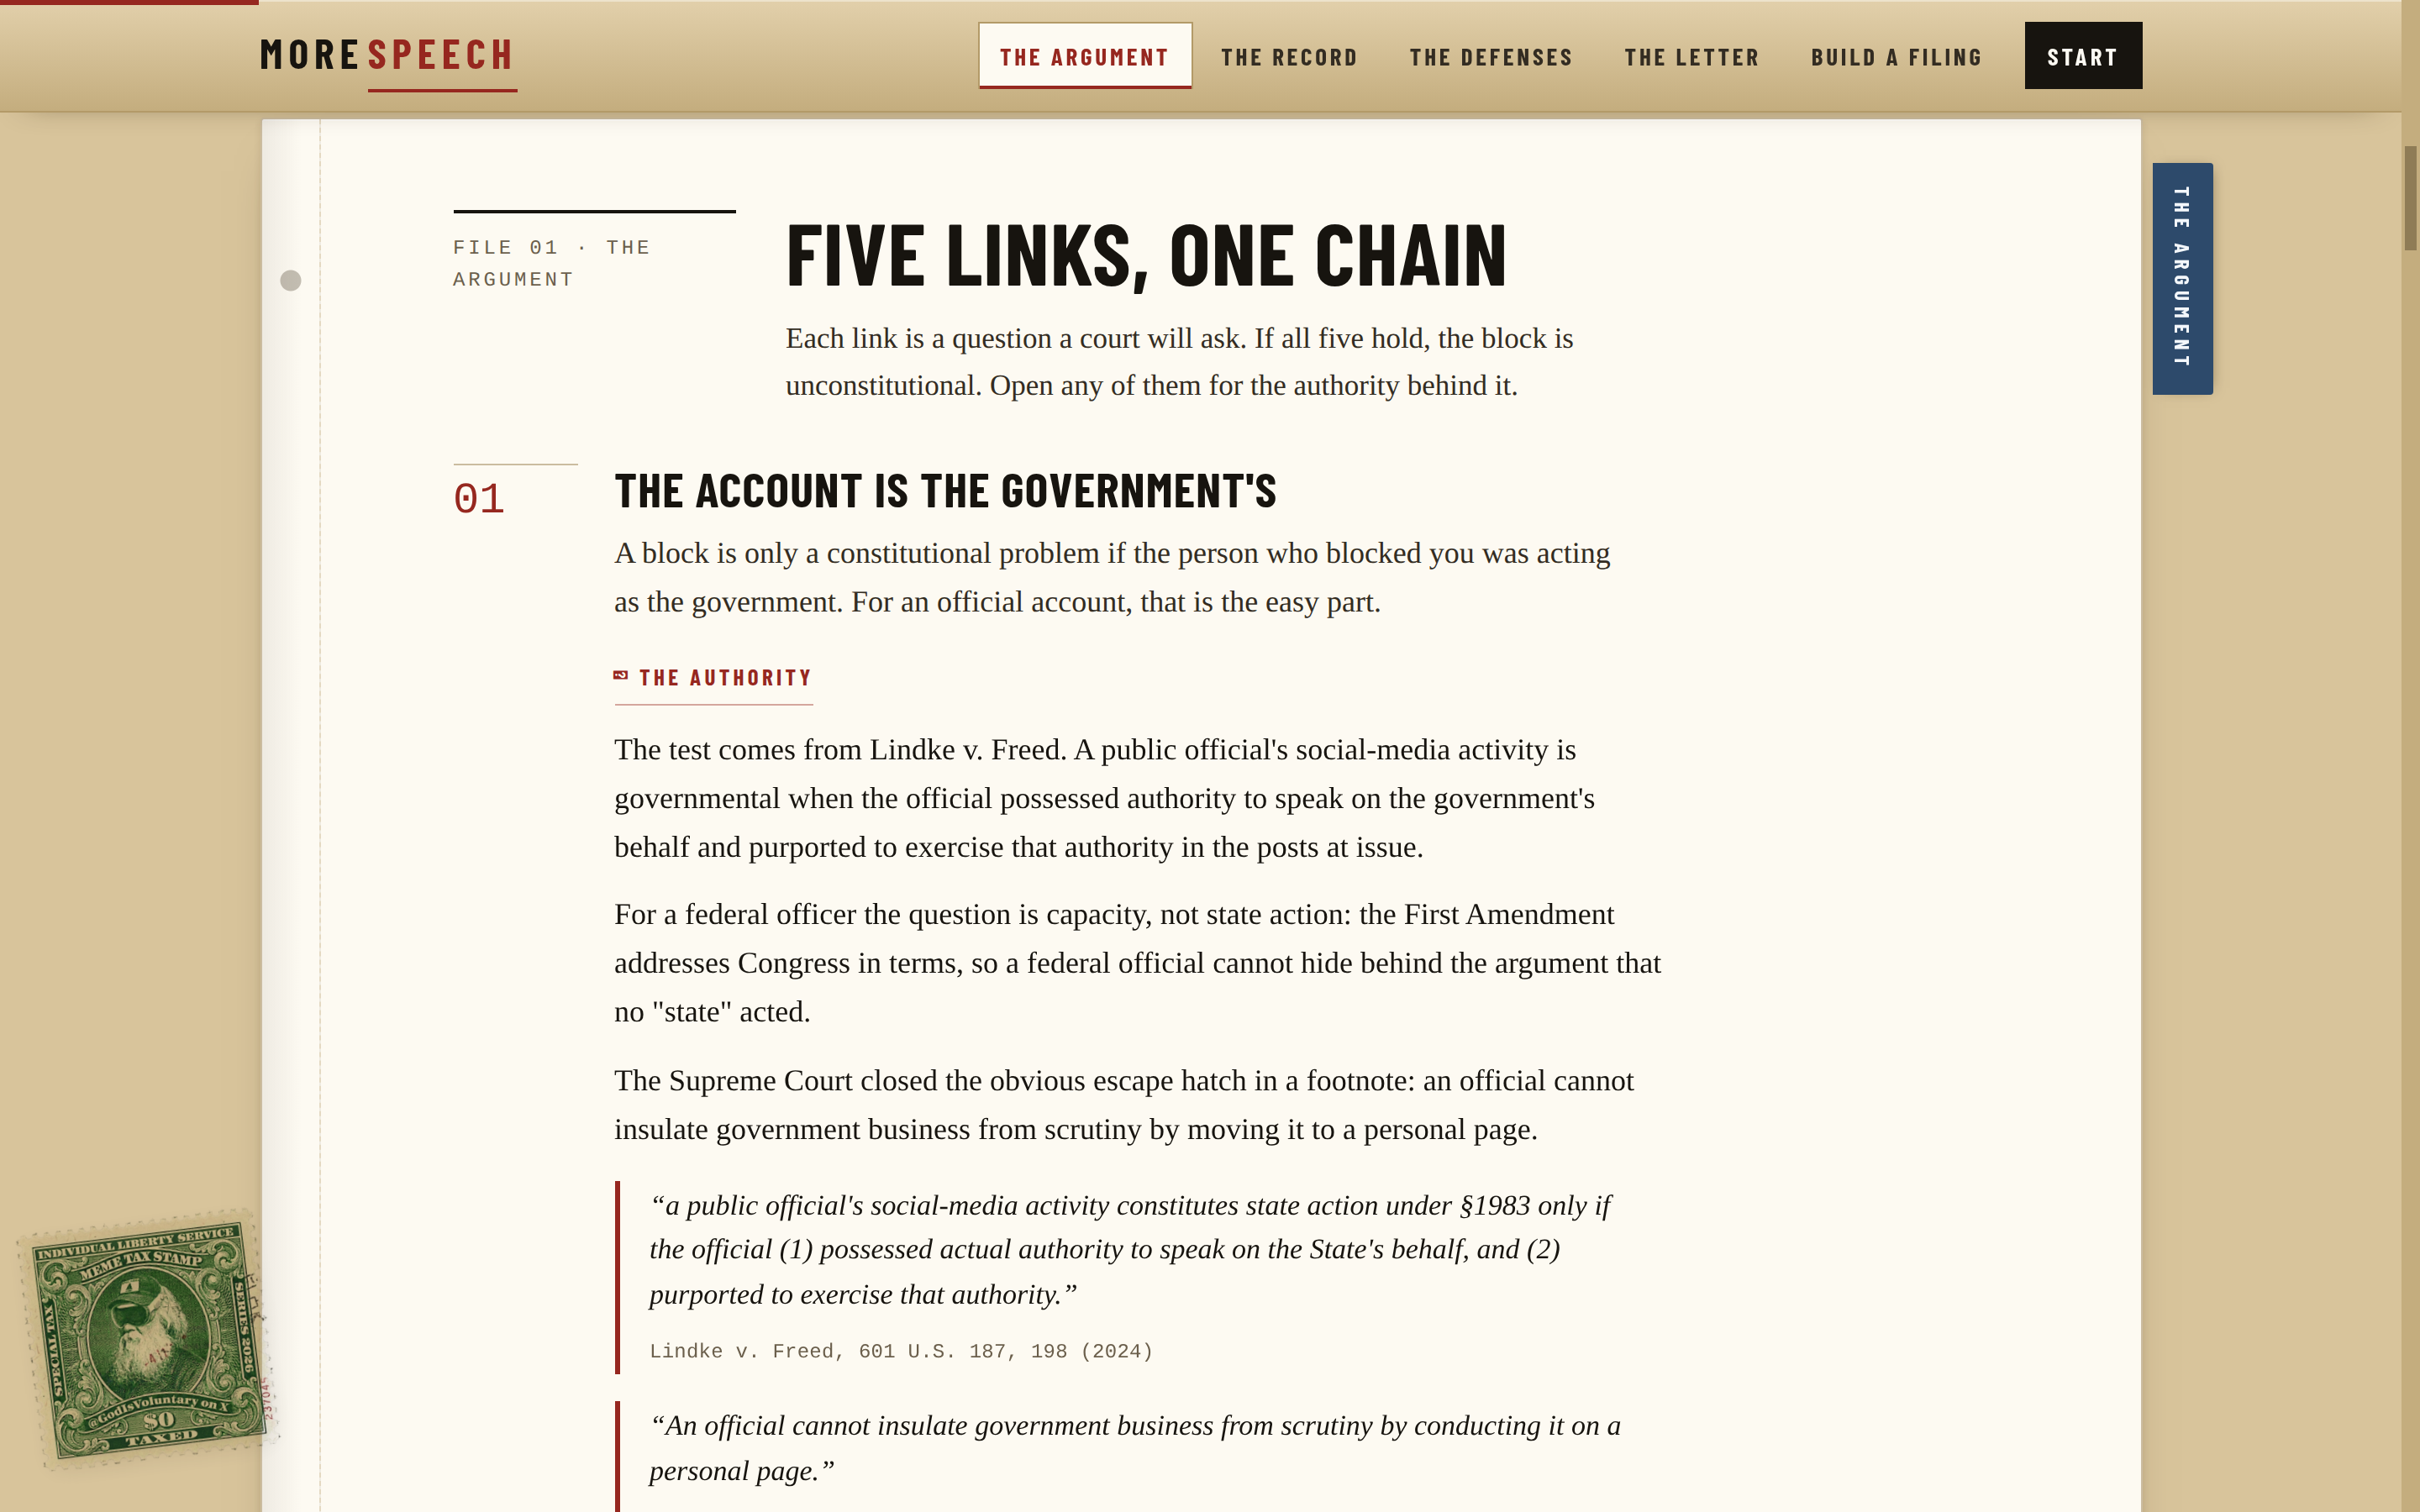 MORE SPEECH
THE ARGUMENT
THE RECORD
THE DEFENSES
THE LETTER
BUILD A FILING
START
THE ARGUMENT
FILE 01 · THE
ARGUMENT
FIVE LINKS, ONE CHAIN
Each link is a question a court will ask. If all five hold, the block is
unconstitutional. Open any of them for the authority behind it.
01
THE ACCOUNT IS THE GOVERNMENT'S
A block is only a constitutional problem if the person who blocked you was acting
as the government. For an official account, that is the easy part.
THE AUTHORITY
The test comes from Lindke v. Freed. A public official's social-media activity is
governmental when the official possessed authority to speak on the government's
behalf and purported to exercise that authority in the posts at issue.
For a federal officer the question is capacity, not state action: the First Amendment
addresses Congress in terms, so a federal official cannot hide behind the argument that
no "state" acted.
The Supreme Court closed the obvious escape hatch in a footnote: an official cannot
insulate government business from scrutiny by moving it to a personal page.
“a public official's social-media activity constitutes state action under §1983 only if
the official (1) possessed actual authority to speak on the State's behalf, and (2)
purported to exercise that authority.”
Lindke v. Freed, 601 U.S. 187, 198 (2024)
“An official cannot insulate government business from scrutiny by conducting it on a
personal page.”
INDIVIDUAL LIBERTY SERVICE
MEME TAX STAMP
SPECIAL TAX
SERIES 2026
@GodIsVoluntary on X
$0
TAXED